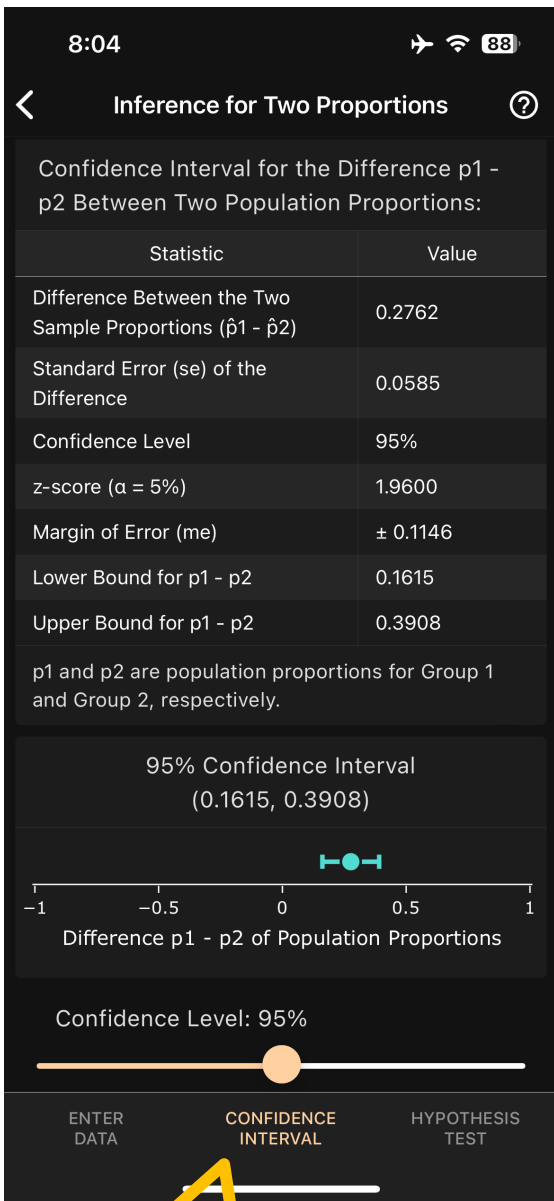 8:04
88
Inference for Two Proportions
?
Confidence Interval for the Difference p1 -
p2 Between Two Population Proportions:
Statistic Value
Difference Between the Two
Sample Proportions (p̂1 - p̂2) 0.2762
Standard Error (se) of the
Difference 0.0585
Confidence Level 95%
z-score (α = 5%) 1.9600
Margin of Error (me) ± 0.1146
Lower Bound for p1 - p2 0.1615
Upper Bound for p1 - p2 0.3908
p1 and p2 are population proportions for Group 1
and Group 2, respectively.
95% Confidence Interval
(0.1615, 0.3908)
−1 −0.5 0 0.5 1
Difference p1 - p2 of Population Proportions
Confidence Level: 95%
ENTER
DATA
CONFIDENCE
INTERVAL
HYPOTHESIS
TEST